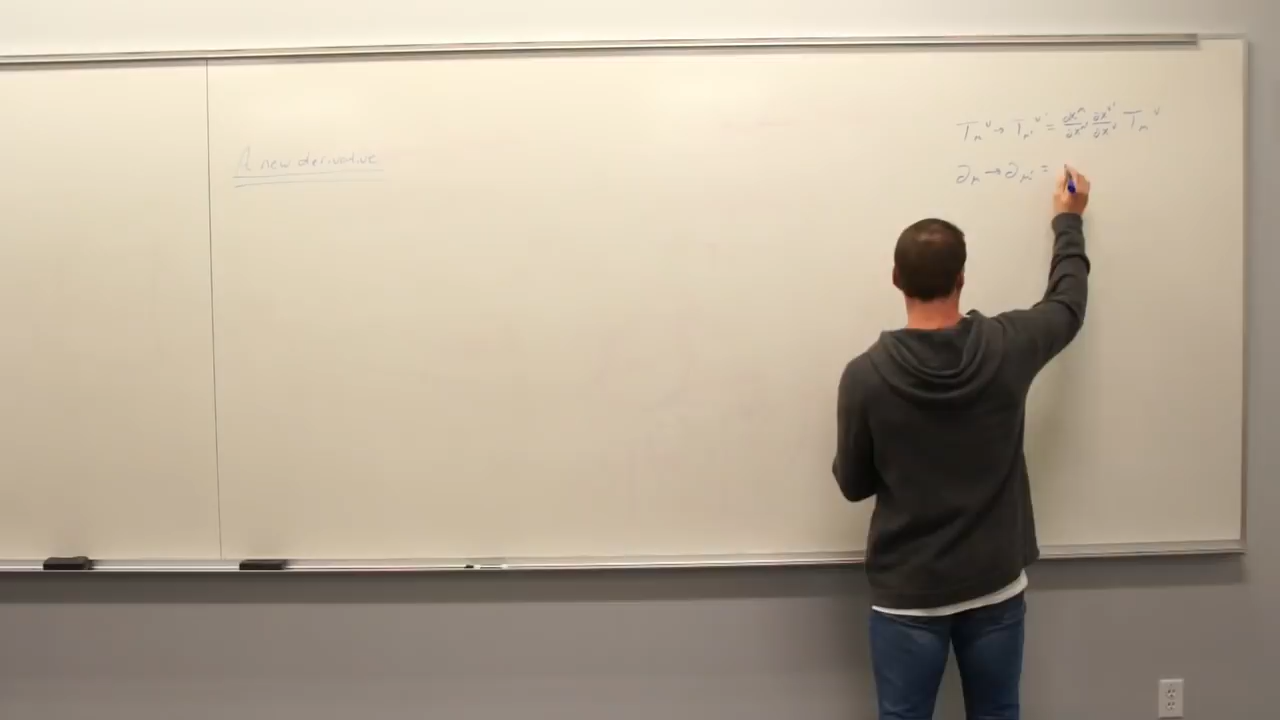 A new derivative
T_μ^ν → T_μ'^ν' = ∂x^μ/∂x^μ' ∂x^ν'/∂x^ν T_μ^ν
∂_μ → ∂_μ' =